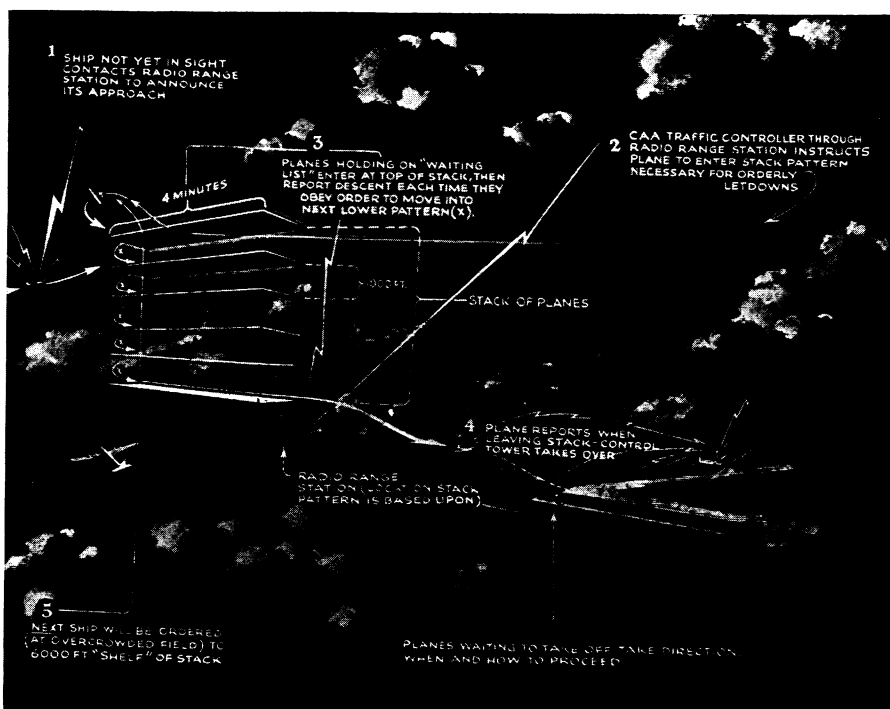 1
SHIP NOT YET IN SIGHT
CONTACTS RADIO RANGE
STATION TO ANNOUNCE
ITS APPROACH
2
CAA TRAFFIC CONTROLLER THROUGH
RADIO RANGE STATION INSTRUCTS
PLANE TO ENTER STACK PATTERN
NECESSARY FOR ORDERLY
LETDOWNS
3
PLANES HOLDING ON "WAITING
LIST" ENTER AT TOP OF STACK, THEN
REPORT DESCENT EACH TIME THEY
OBEY ORDER TO MOVE INTO
NEXT LOWER PATTERN (X).
4 MINUTES
STACK OF PLANES
4
PLANE REPORTS WHEN
LEAVING STACK-CONTROL
TOWER TAKES OVER
RADIO RANGE
STATION (LOCATION STACK
PATTERN IS BASED UPON)
5
NEXT SHIP WILL BE ORDERED
(AT OVERCROWDED FIELD) TO
6000 FT "SHELF" OF STACK
PLANES WAITING TO TAKE OFF TAKE DIRECTION
WHEN AND HOW TO PROCEED